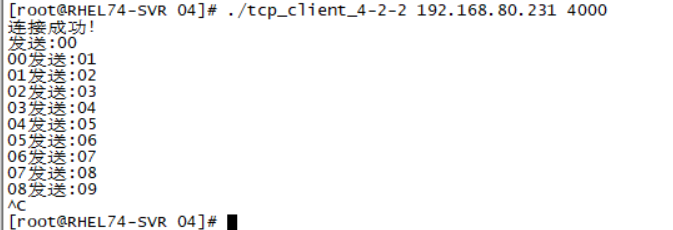 [root@RHEL74-SVR 04]# ./tcp_client_4-2-2 192.168.80.231 4000
连接成功!
发送:00
00发送:01
01发送:02
02发送:03
03发送:04
04发送:05
05发送:06
06发送:07
07发送:08
08发送:09
^C
[root@RHEL74-SVR 04]#